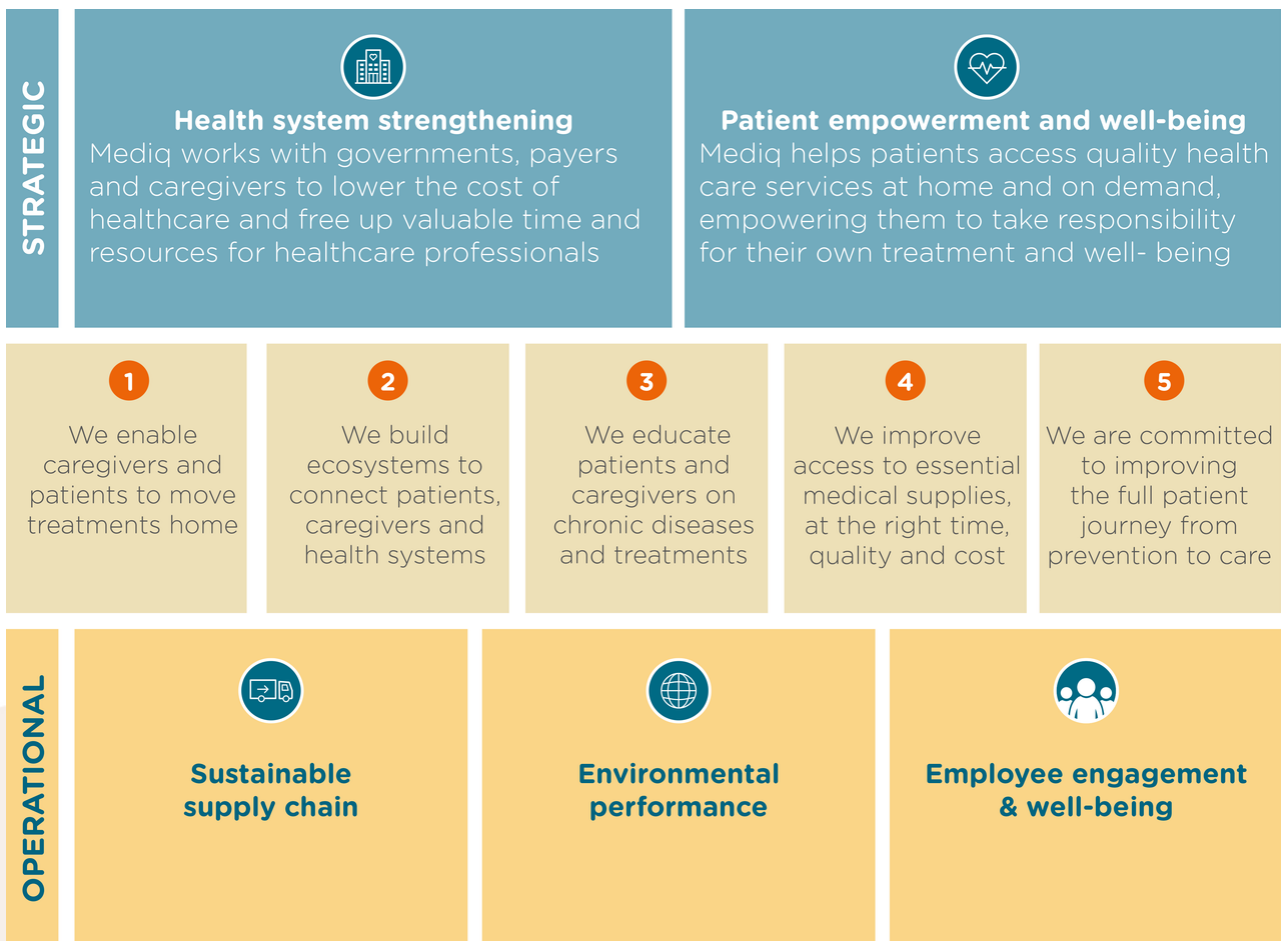 STRATEGIC
Health system strengthening
Mediq works with governments, payers
and caregivers to lower the cost of
healthcare and free up valuable time and
resources for healthcare professionals
Patient empowerment and well-being
Mediq helps patients access quality health
care services at home and on demand,
empowering them to take responsibility
for their own treatment and well- being
1
We enable
caregivers and
patients to move
treatments home
2
We build
ecosystems to
connect patients,
caregivers and
health systems
3
We educate
patients and
caregivers on
chronic diseases
and treatments
4
We improve
access to essential
medical supplies,
at the right time,
quality and cost
5
We are committed
to improving
the full patient
journey from
prevention to care
OPERATIONAL
Sustainable
supply chain
Environmental
performance
Employee engagement
& well-being